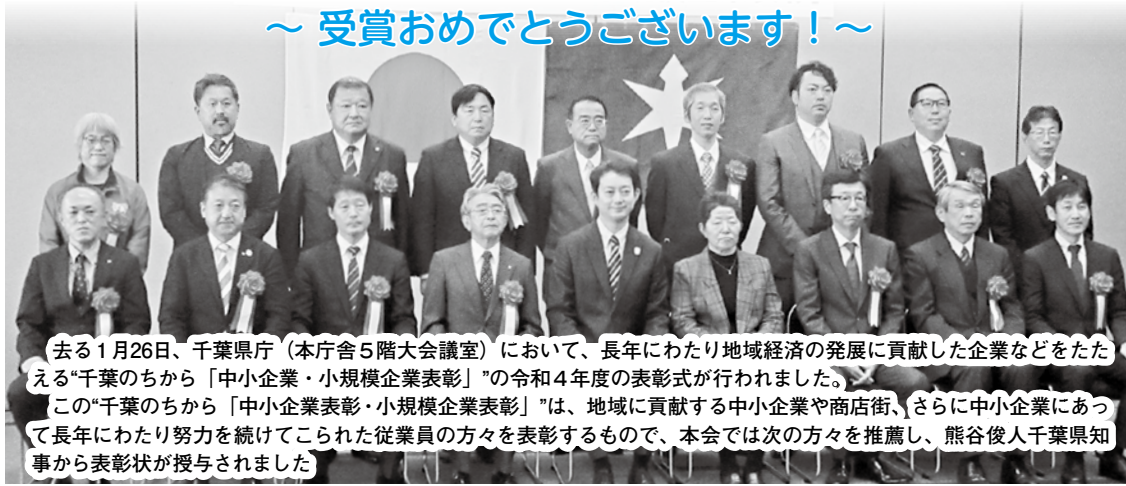 ～ 受賞おめでとうございます！～
去る１月26日、千葉県庁（本庁舎５階大会議室）において、長年にわたり地域経済の発展に貢献した企業などをたた
える“千葉のちから「中小企業・小規模企業表彰」”の令和４年度の表彰式が行われました。
この“千葉のちから「中小企業表彰・小規模企業表彰」”は、地域に貢献する中小企業や商店街、さらに中小企業にあっ
て長年にわたり努力を続けてこられた従業員の方々を表彰するもので、本会では次の方々を推薦し、熊谷俊人千葉県知
事から表彰状が授与されました